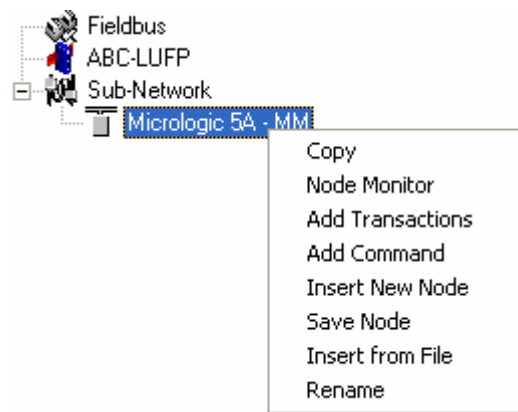 Fieldbus
ABC-LUFP
Sub-Network
Micrologic 5A - MM
Copy
Node Monitor
Add Transactions
Add Command
Insert New Node
Save Node
Insert from File
Rename